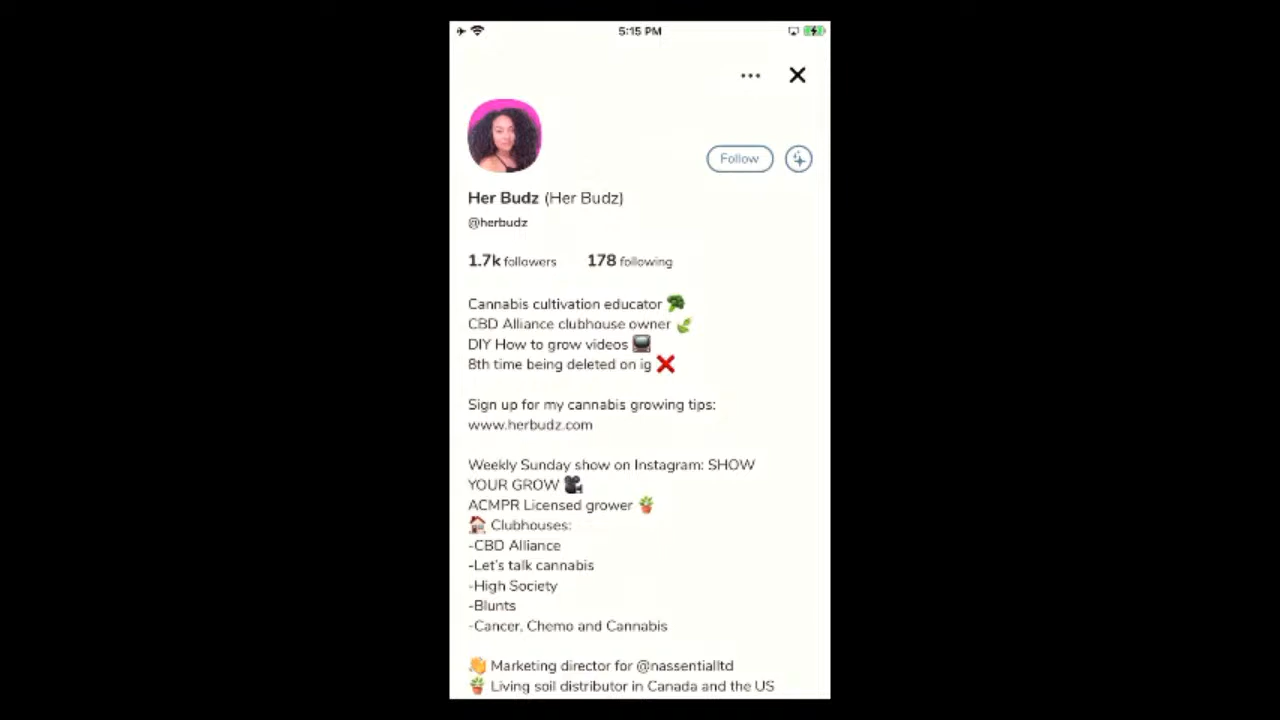 5:15 PM
Follow
Her Budz (Her Budz)
@herbudz
1.7k followers 178 following
Cannabis cultivation educator 🥦
CBD Alliance clubhouse owner 🌿
DIY How to grow videos 📺
8th time being deleted on ig ❌
Sign up for my cannabis growing tips:
www.herbudz.com
Weekly Sunday show on Instagram: SHOW
YOUR GROW 🎥
ACMPR Licensed grower 🪴
🏠 Clubhouses:
-CBD Alliance
-Let's talk cannabis
-High Society
-Blunts
-Cancer, Chemo and Cannabis
👋 Marketing director for @nassentialltd
🪴 Living soil distributor in Canada and the US